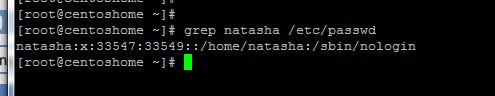 [root@centoshome ~]#
[root@centoshome ~]#
[root@centoshome ~]# grep natasha /etc/passwd
natasha:x:33547:33549::/home/natasha:/sbin/nologin
[root@centoshome ~]#